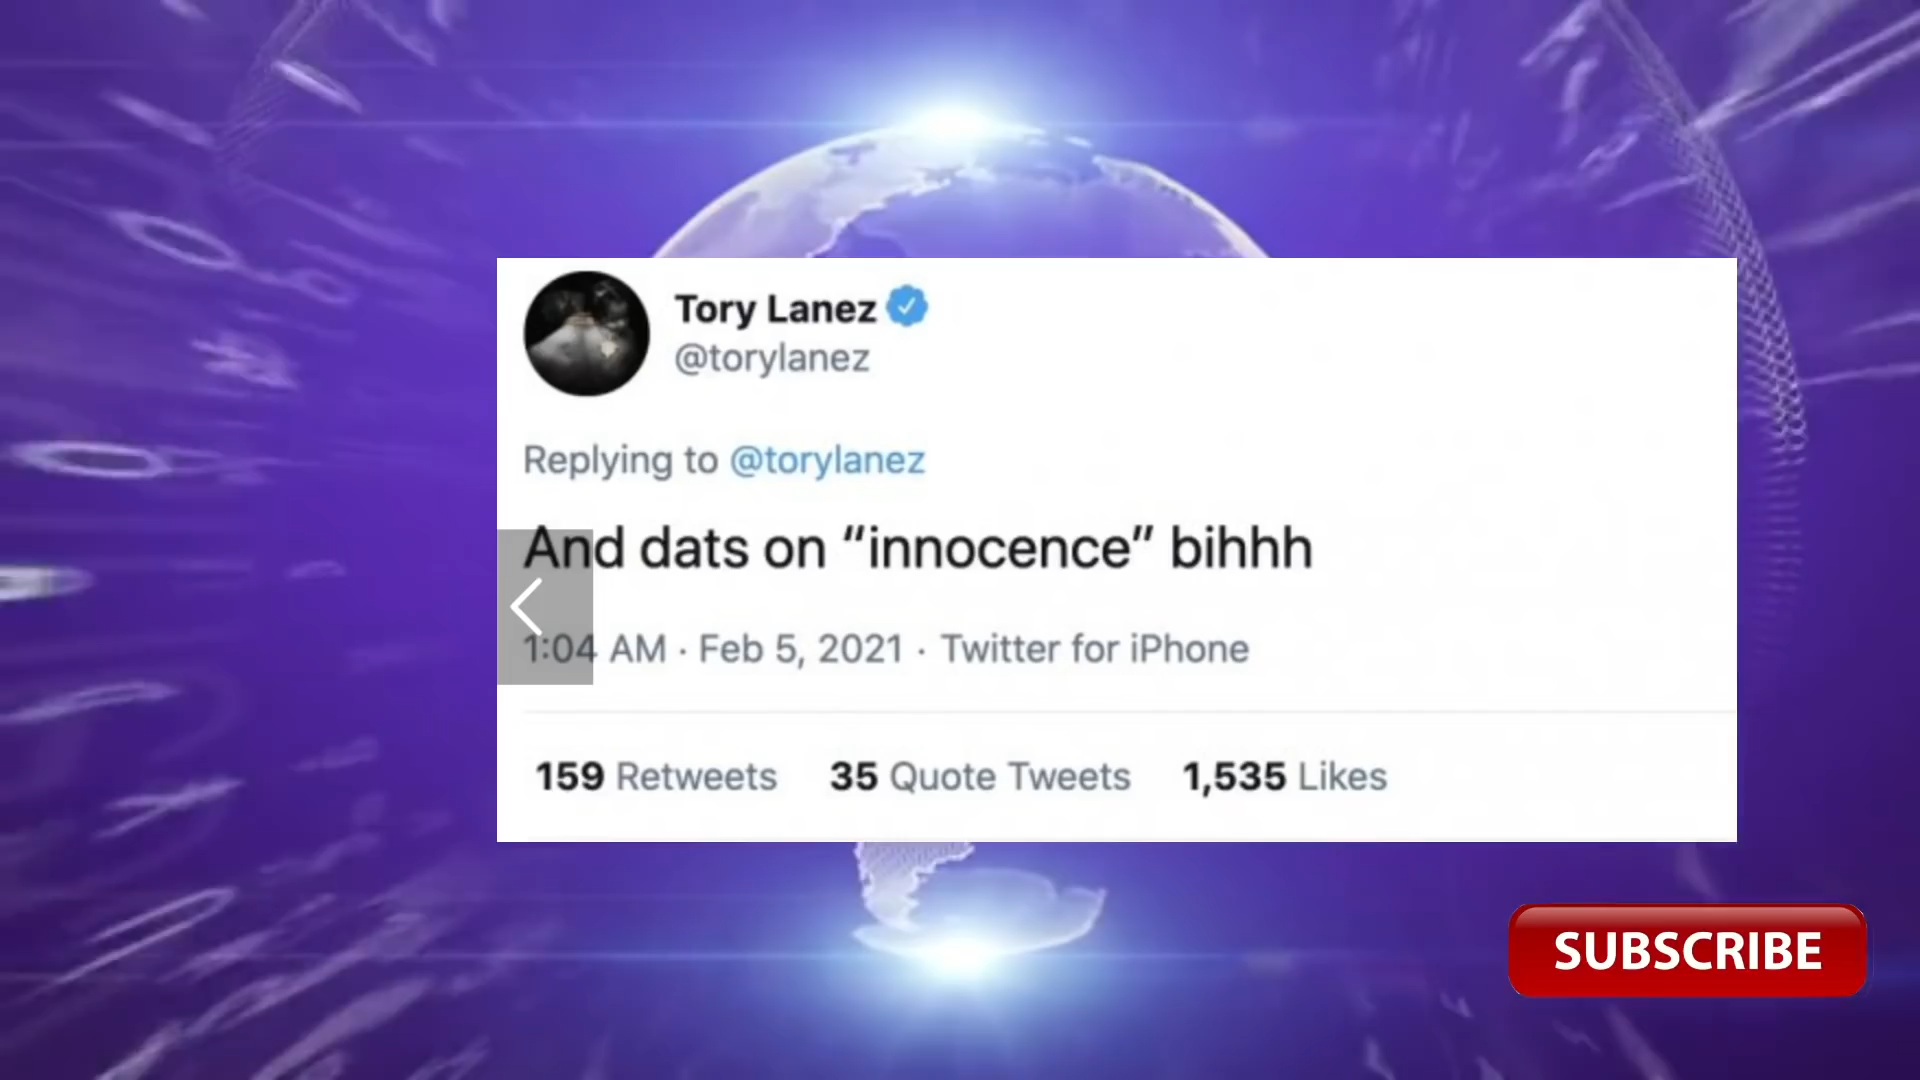 Tory Lanez
@torylanez
Replying to @torylanez
And dats on “innocence” bihhh
1:04 AM · Feb 5, 2021 · Twitter for iPhone
159 Retweets 35 Quote Tweets 1,535 Likes
SUBSCRIBE